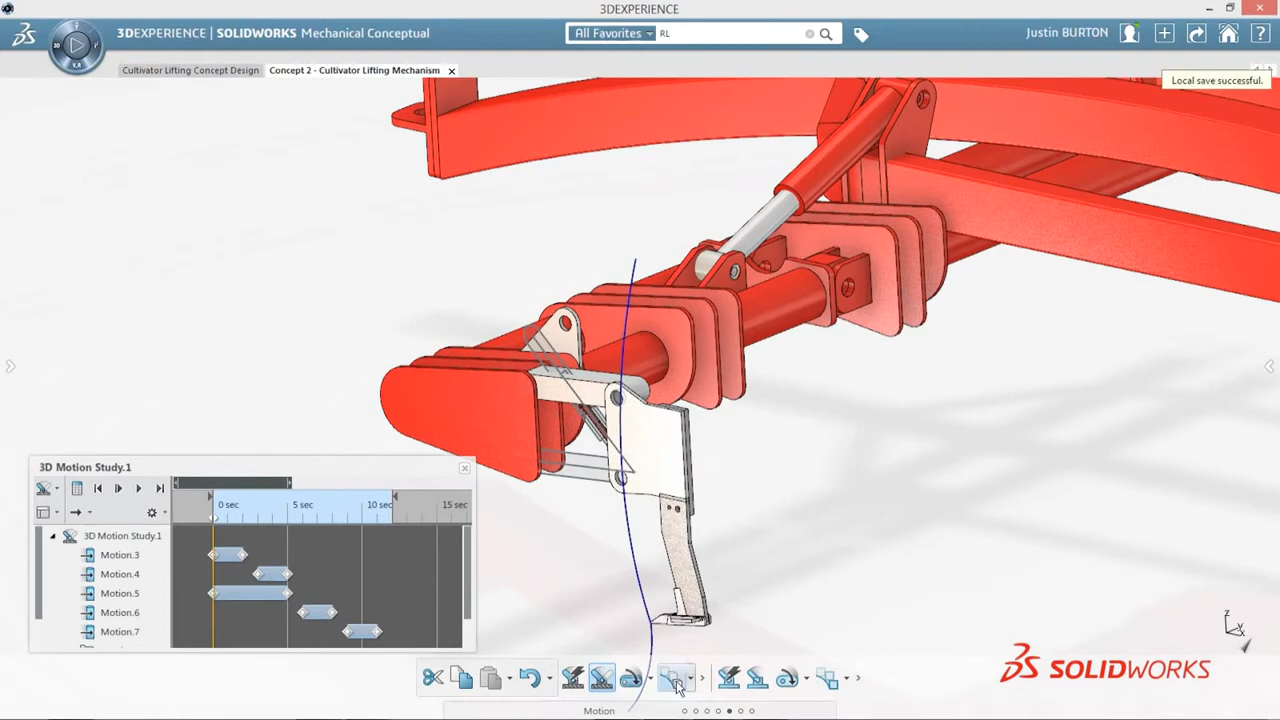 3DEXPERIENCE
3DEXPERIENCE | SOLIDWORKS Mechanical Conceptual
All Favorites
RL
Justin BURTON
Cultivator Lifting Concept Design
Concept 2 - Cultivator Lifting Mechanism
Local save successful.
3D Motion Study.1
0 sec
5 sec
10 sec
15 sec
3D Motion Study.1
Motion.3
Motion.4
Motion.5
Motion.6
Motion.7
SOLIDWORKS
Motion